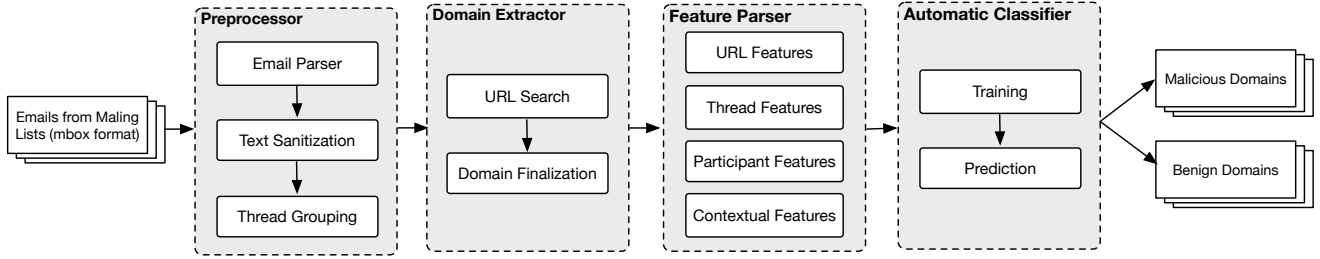 Emails from Maling
Lists (mbox format)
Preprocessor
Email Parser
Text Sanitization
Thread Grouping
Domain Extractor
URL Search
Domain Finalization
Feature Parser
URL Features
Thread Features
Participant Features
Contextual Features
Automatic Classifier
Training
Prediction
Malicious Domains
Benign Domains